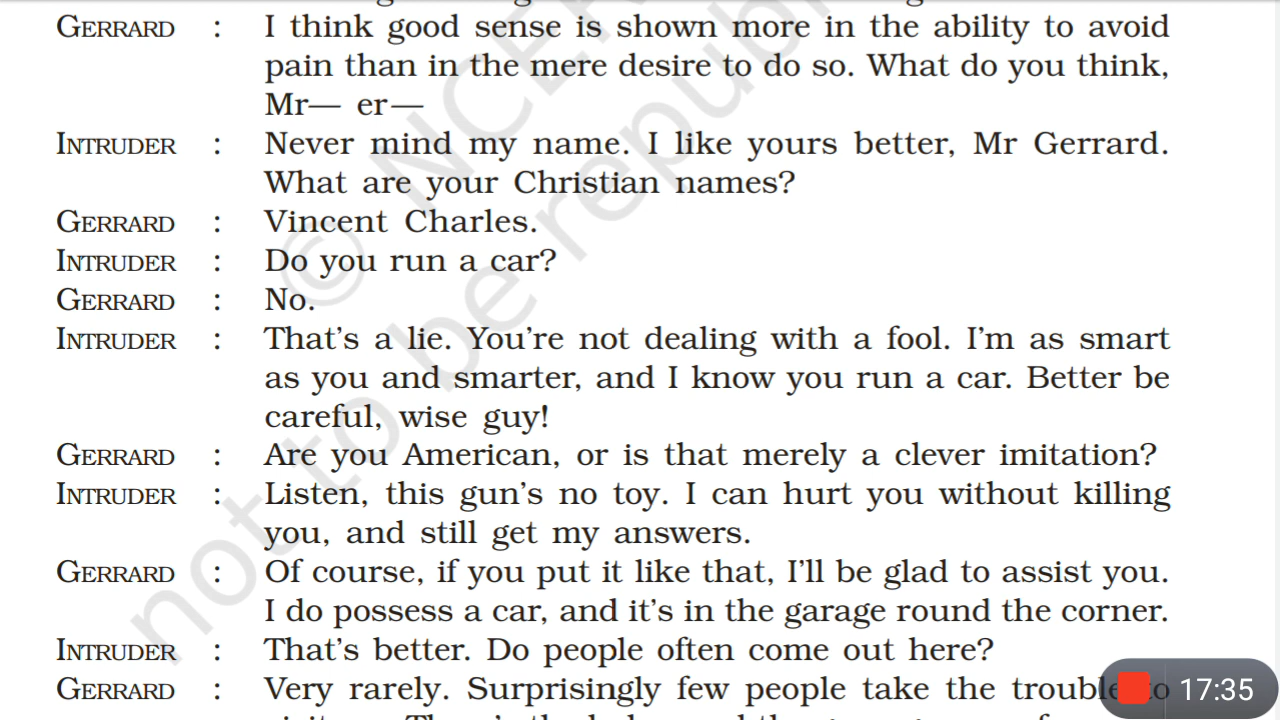 GERRARD : I think good sense is shown more in the ability to avoid
pain than in the mere desire to do so. What do you think,
Mr— er—
INTRUDER : Never mind my name. I like yours better, Mr Gerrard.
What are your Christian names?
GERRARD : Vincent Charles.
INTRUDER : Do you run a car?
GERRARD : No.
INTRUDER : That's a lie. You're not dealing with a fool. I'm as smart
as you and smarter, and I know you run a car. Better be
careful, wise guy!
GERRARD : Are you American, or is that merely a clever imitation?
INTRUDER : Listen, this gun's no toy. I can hurt you without killing
you, and still get my answers.
GERRARD : Of course, if you put it like that, I'll be glad to assist you.
I do possess a car, and it's in the garage round the corner.
INTRUDER : That's better. Do people often come out here?
GERRARD : Very rarely. Surprisingly few people take the trouble to
17:35
© NCER
not to be republi